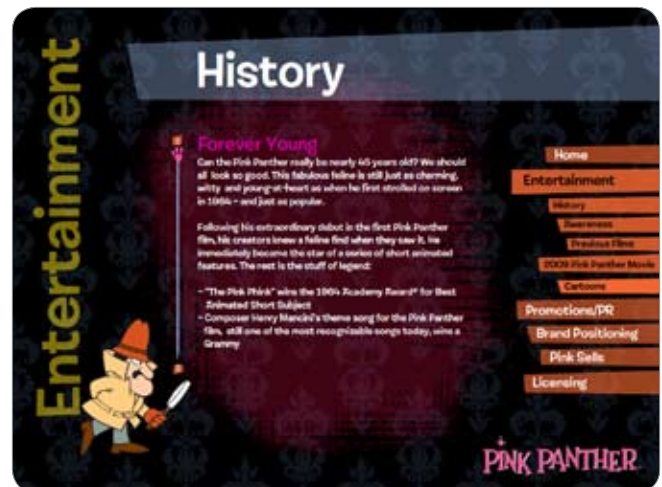 Entertainment
History
Forever Young
Can the Pink Panther really be nearly 45 years old? We should
all look so good. This fabulous feline is still just as charming,
witty and young-at-heart as when he first strolled on screen
in 1964 – and just as popular.
Following his extraordinary debut in the first Pink Panther
film, his creators knew a feline find when they saw it. He
immediately became the star of a series of short animated
features. The rest is the stuff of legend:
– "The Pink Phink" wins the 1964 Academy Award® for Best
Animated Short Subject
– Composer Henry Mancini's theme song for the Pink Panther
film, still one of the most recognizable songs today, wins a
Grammy
Home
Entertainment
History
Awareness
Previous Films
2009 Pink Panther Movie
Cartoons
Promotions/PR
Brand Positioning
Pink Sells
Licensing
PINK PANTHER